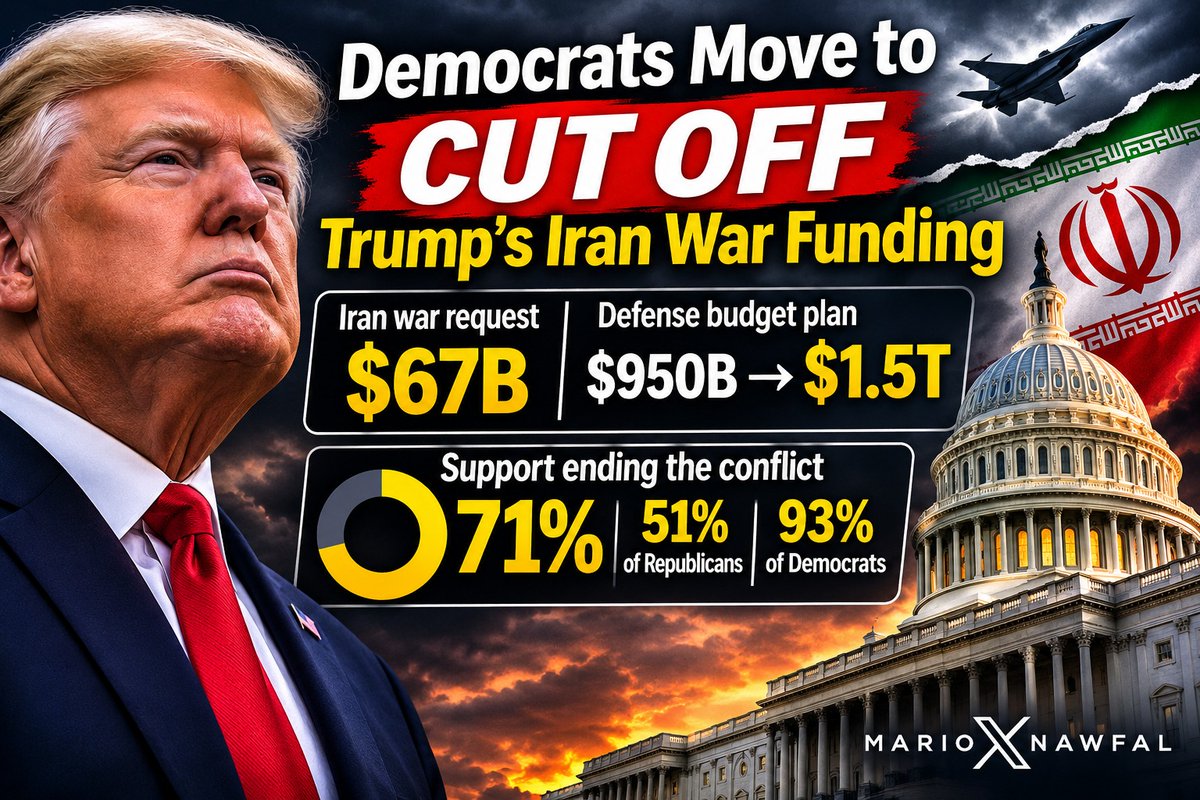 Democrats Move to
CUT OFF
Trump's Iran War Funding
Iran war request
$67B
Defense budget plan
$950B → $1.5T
Support ending the conflict
71%
51%
of Republicans
93%
of Democrats
MARIO X NAWFAL